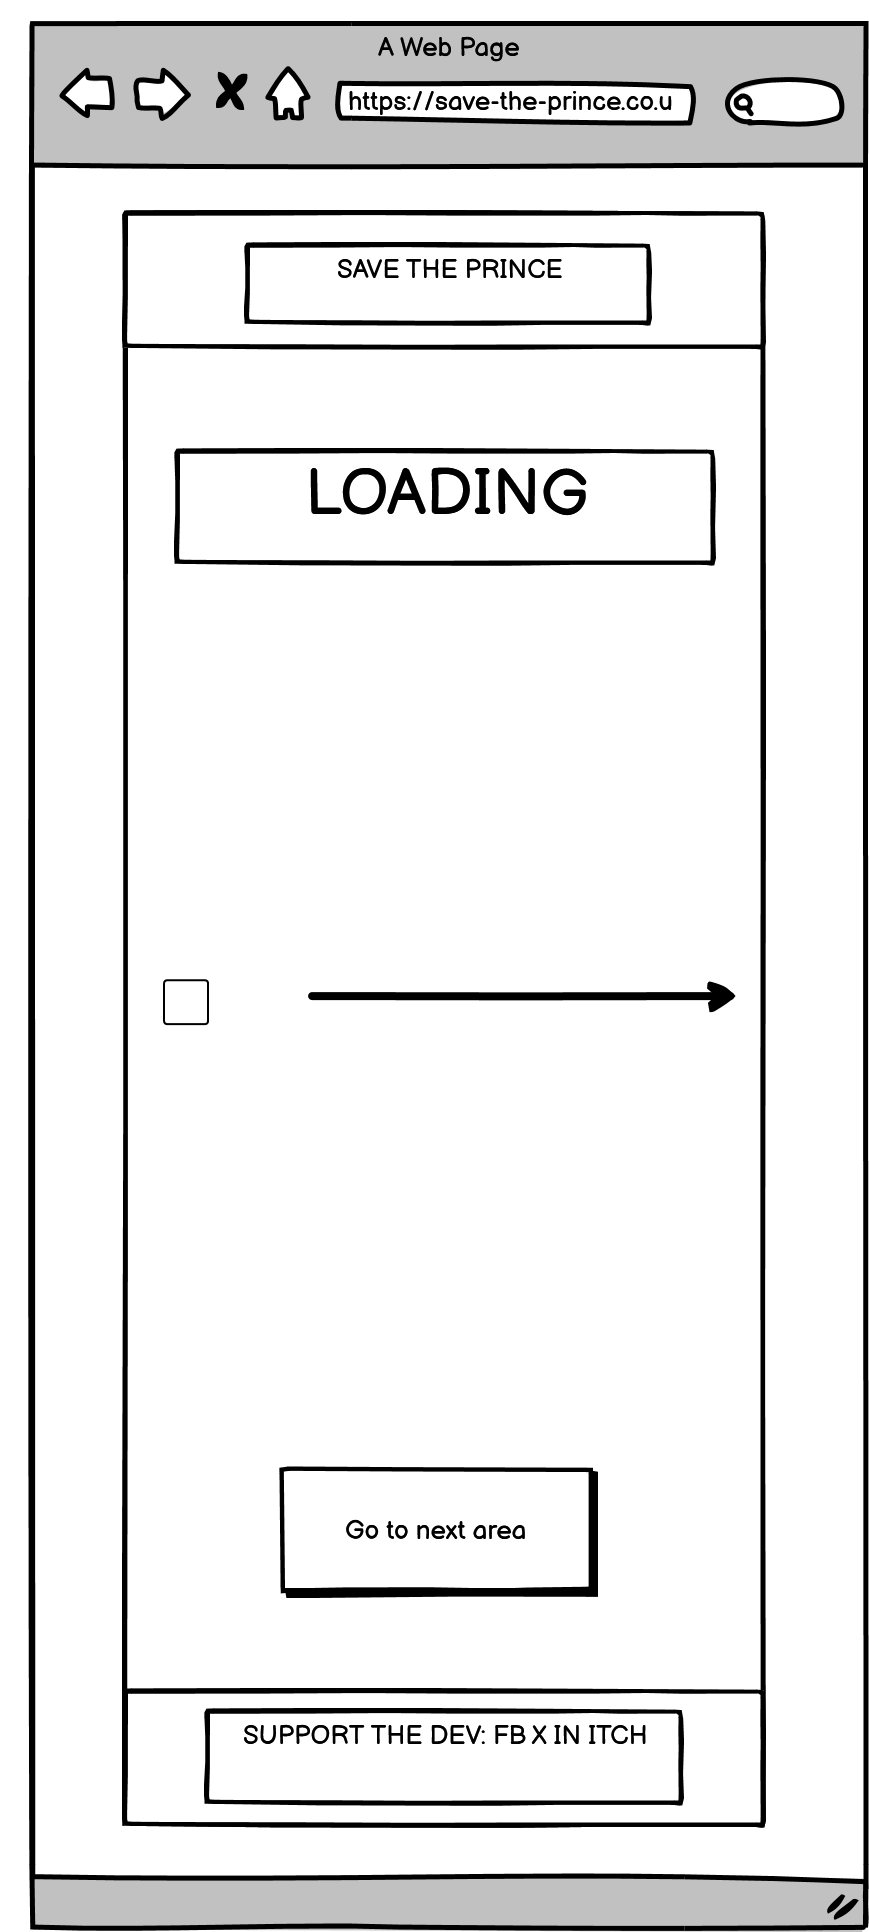 A Web Page
https://save-the-prince.co.u
SAVE THE PRINCE
LOADING
Go to next area
SUPPORT THE DEV: FB X IN ITCH